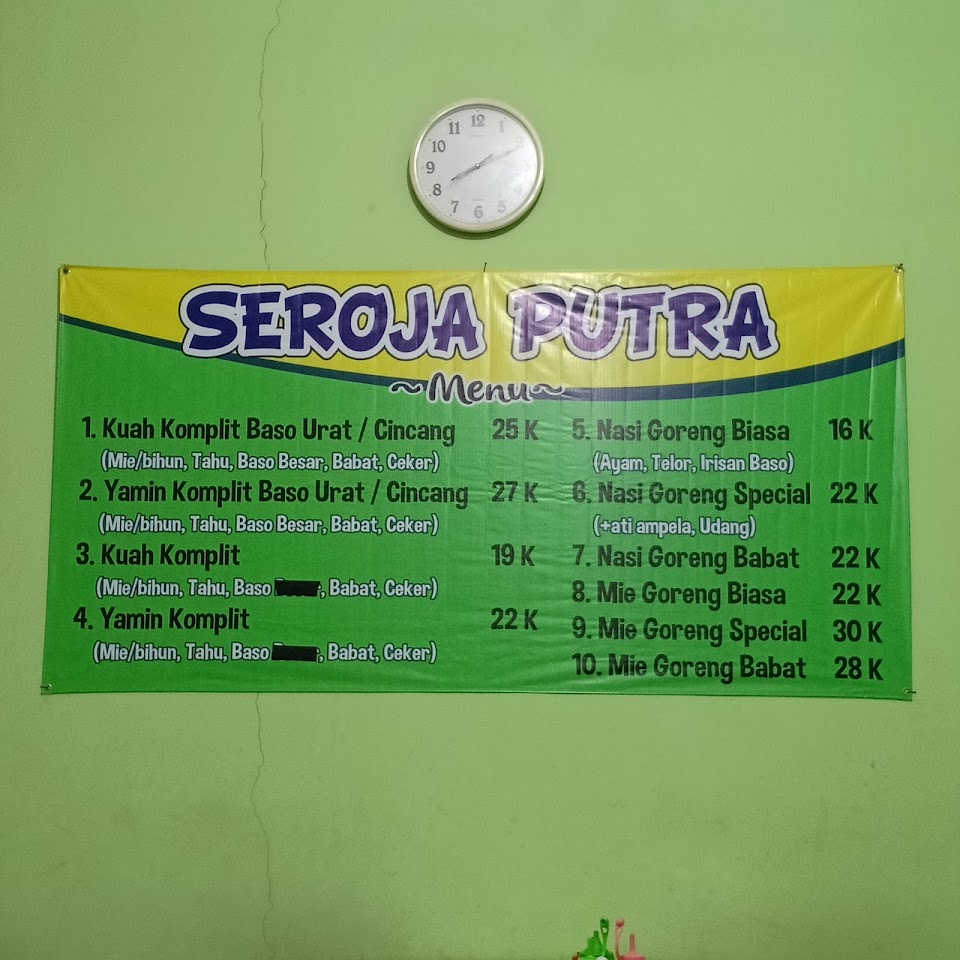 12
11 1
10 2
9
8
7 5
6
SEROJA PUTRA
~Menu~
1. Kuah Komplit Baso Urat / Cincang 25 K
(Mie/bihun, Tahu, Baso Besar, Babat, Ceker)
2. Yamin Komplit Baso Urat / Cincang 27 K
(Mie/bihun, Tahu, Baso Besar, Babat, Ceker)
3. Kuah Komplit 19 K
(Mie/bihun, Tahu, Baso , Babat, Ceker)
4. Yamin Komplit 22 K
(Mie/bihun, Tahu, Baso , Babat, Ceker)
5. Nasi Goreng Biasa 16 K
(Ayam, Telor, Irisan Baso)
6. Nasi Goreng Special 22 K
(+ati ampela, Udang)
7. Nasi Goreng Babat 22 K
8. Mie Goreng Biasa 22 K
9. Mie Goreng Special 30 K
10. Mie Goreng Babat 28 K